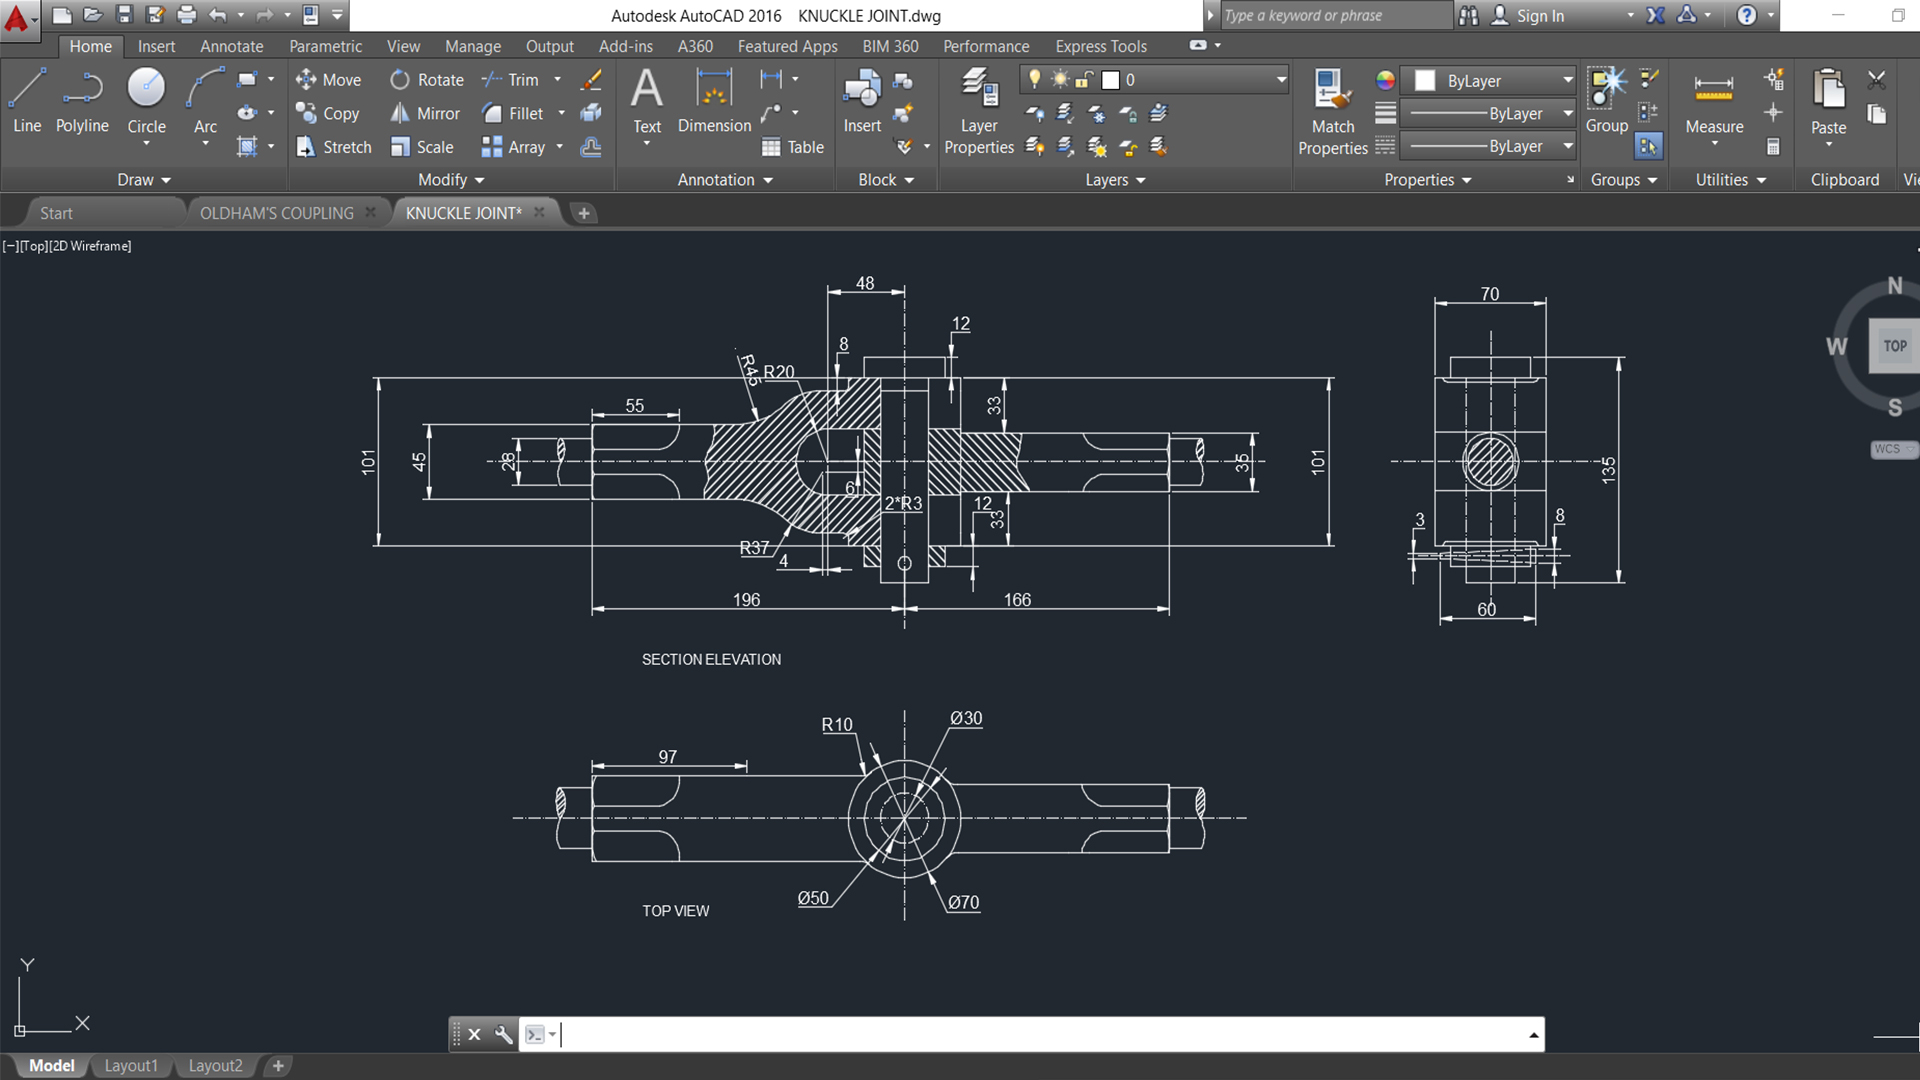 Autodesk AutoCAD 2016 KNUCKLE JOINT.dwg
Type a keyword or phrase
Sign In
Home Insert Annotate Parametric View Manage Output Add-ins A360 Featured Apps BIM 360 Performance Express Tools
Line Polyline Circle Arc
Move Rotate Trim
Copy Mirror Fillet
Stretch Scale Array
Text Dimension Table
Insert
Layer Properties
0
Match Properties
ByLayer
ByLayer
ByLayer
Group
Measure
Paste
Draw Modify Annotation Block Layers Properties Groups Utilities Clipboard Vi
Start OLDHAM'S COUPLING KNUCKLE JOINT*
[−][Top][2D Wireframe]
N
W TOP
S
WCS
48
12
8
R45
R20
33
55
101
45
28
6
2*R3
12
33
35
101
R37
4
196
166
70
135
3
8
60
SECTION ELEVATION
R10
Ø30
97
Ø50
Ø70
TOP VIEW
Y
X
Model Layout1 Layout2